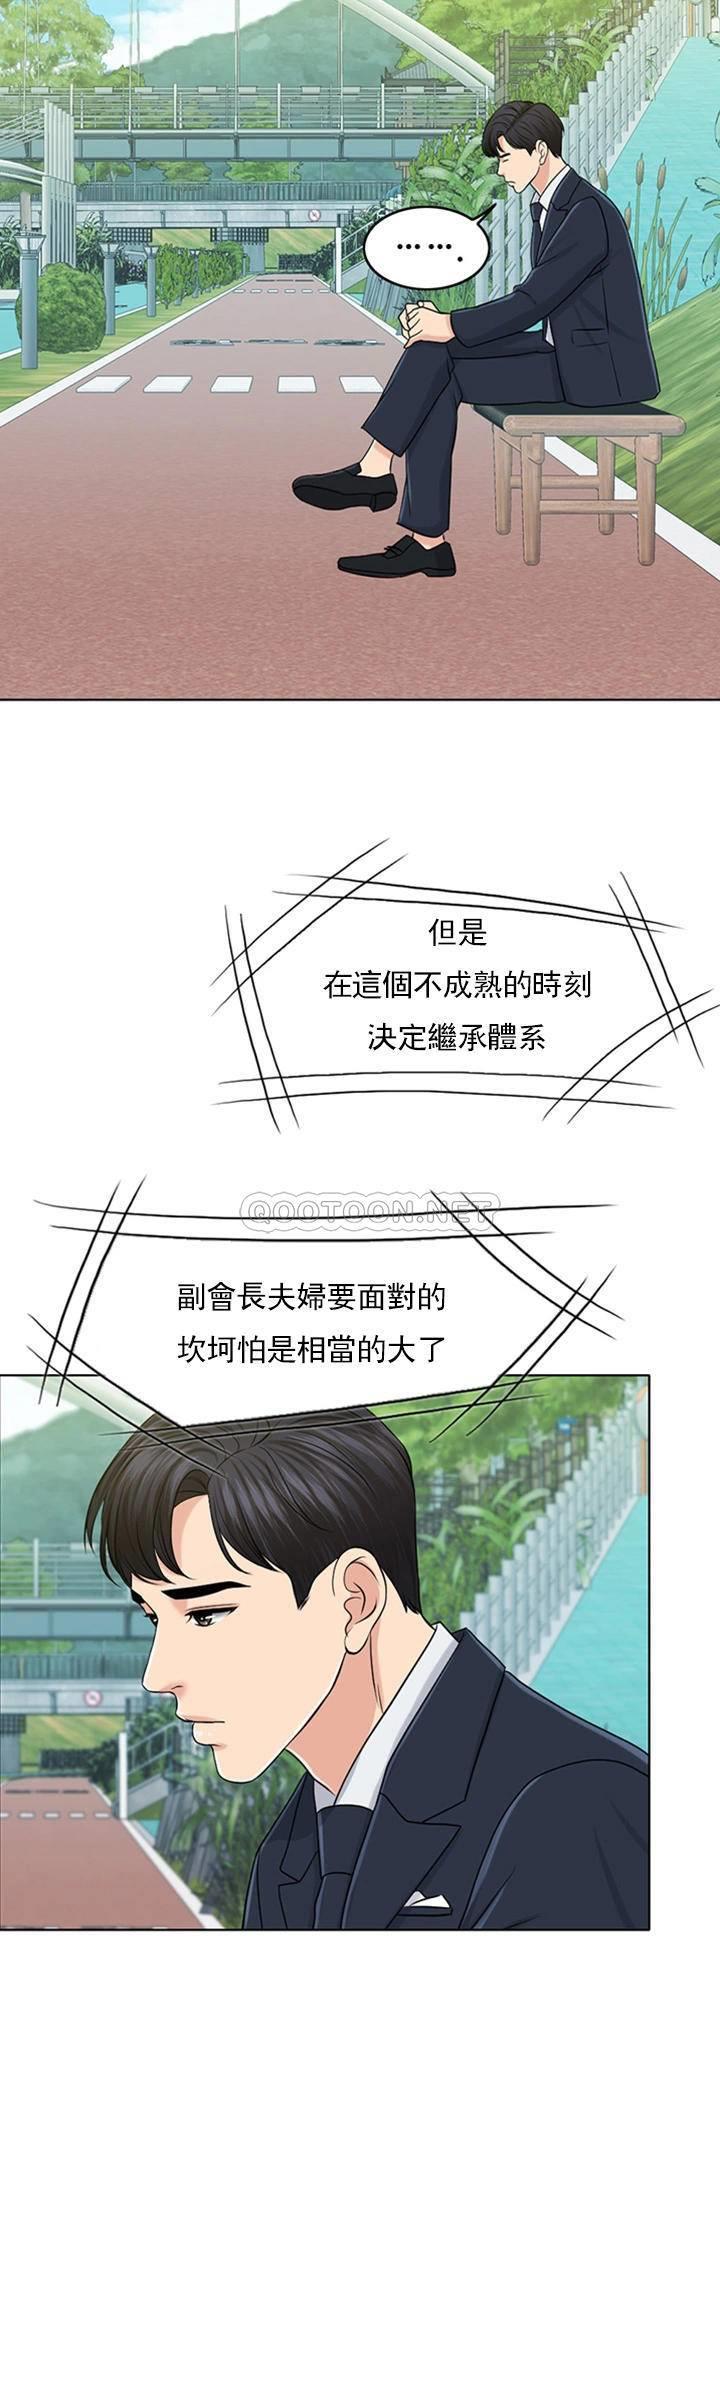 ……….
但是
在這個不成熟的時刻
決定繼承體系
QOOTOON.NET
副會長夫婦要面對的
坎坷怕是相當的大了